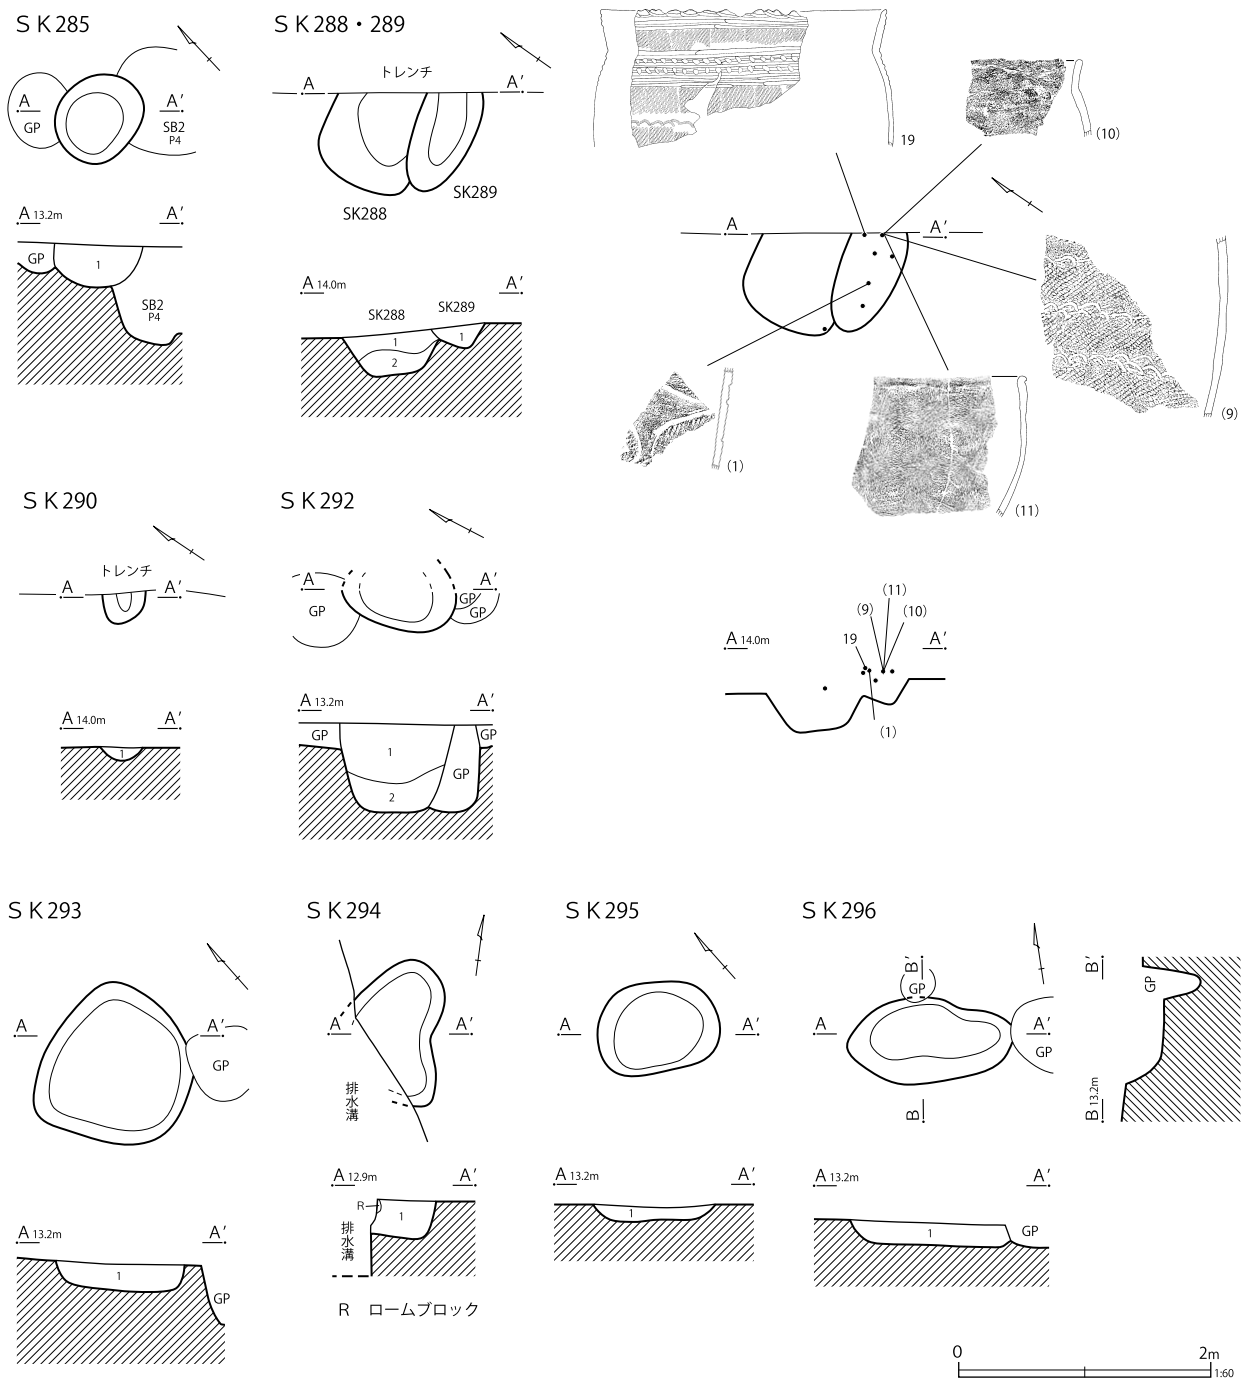 ＳＫ285
A
A′
GP
SB2
P4
A 13.2m
A′
GP
1
SB2
P4
ＳＫ288・289
トレンチ
A
A′
SK289
SK288
A 14.0m
A′
SK288
SK289
1
1
2
19
(10)
A
A′
(1)
(11)
(9)
(11)
(9)
(10)
19
A 14.0m
A′
(1)
ＳＫ290
トレンチ
A
A′
A 14.0m
A′
1
ＳＫ292
A
A′
GP
GP
GP
A 13.2m
A′
GP
GP
1
GP
2
ＳＫ293
A
A′
GP
A 13.2m
A′
1
GP
ＳＫ294
A
A′
排水溝
A 12.9m
A′
R
1
排水溝
R ロームブロック
ＳＫ295
A
A′
A 13.2m
A′
1
ＳＫ296
B′
GP
A
A′
GP
B
B′
GP
B 13.2m
A 13.2m
A′
1
GP
0
2m
1:60